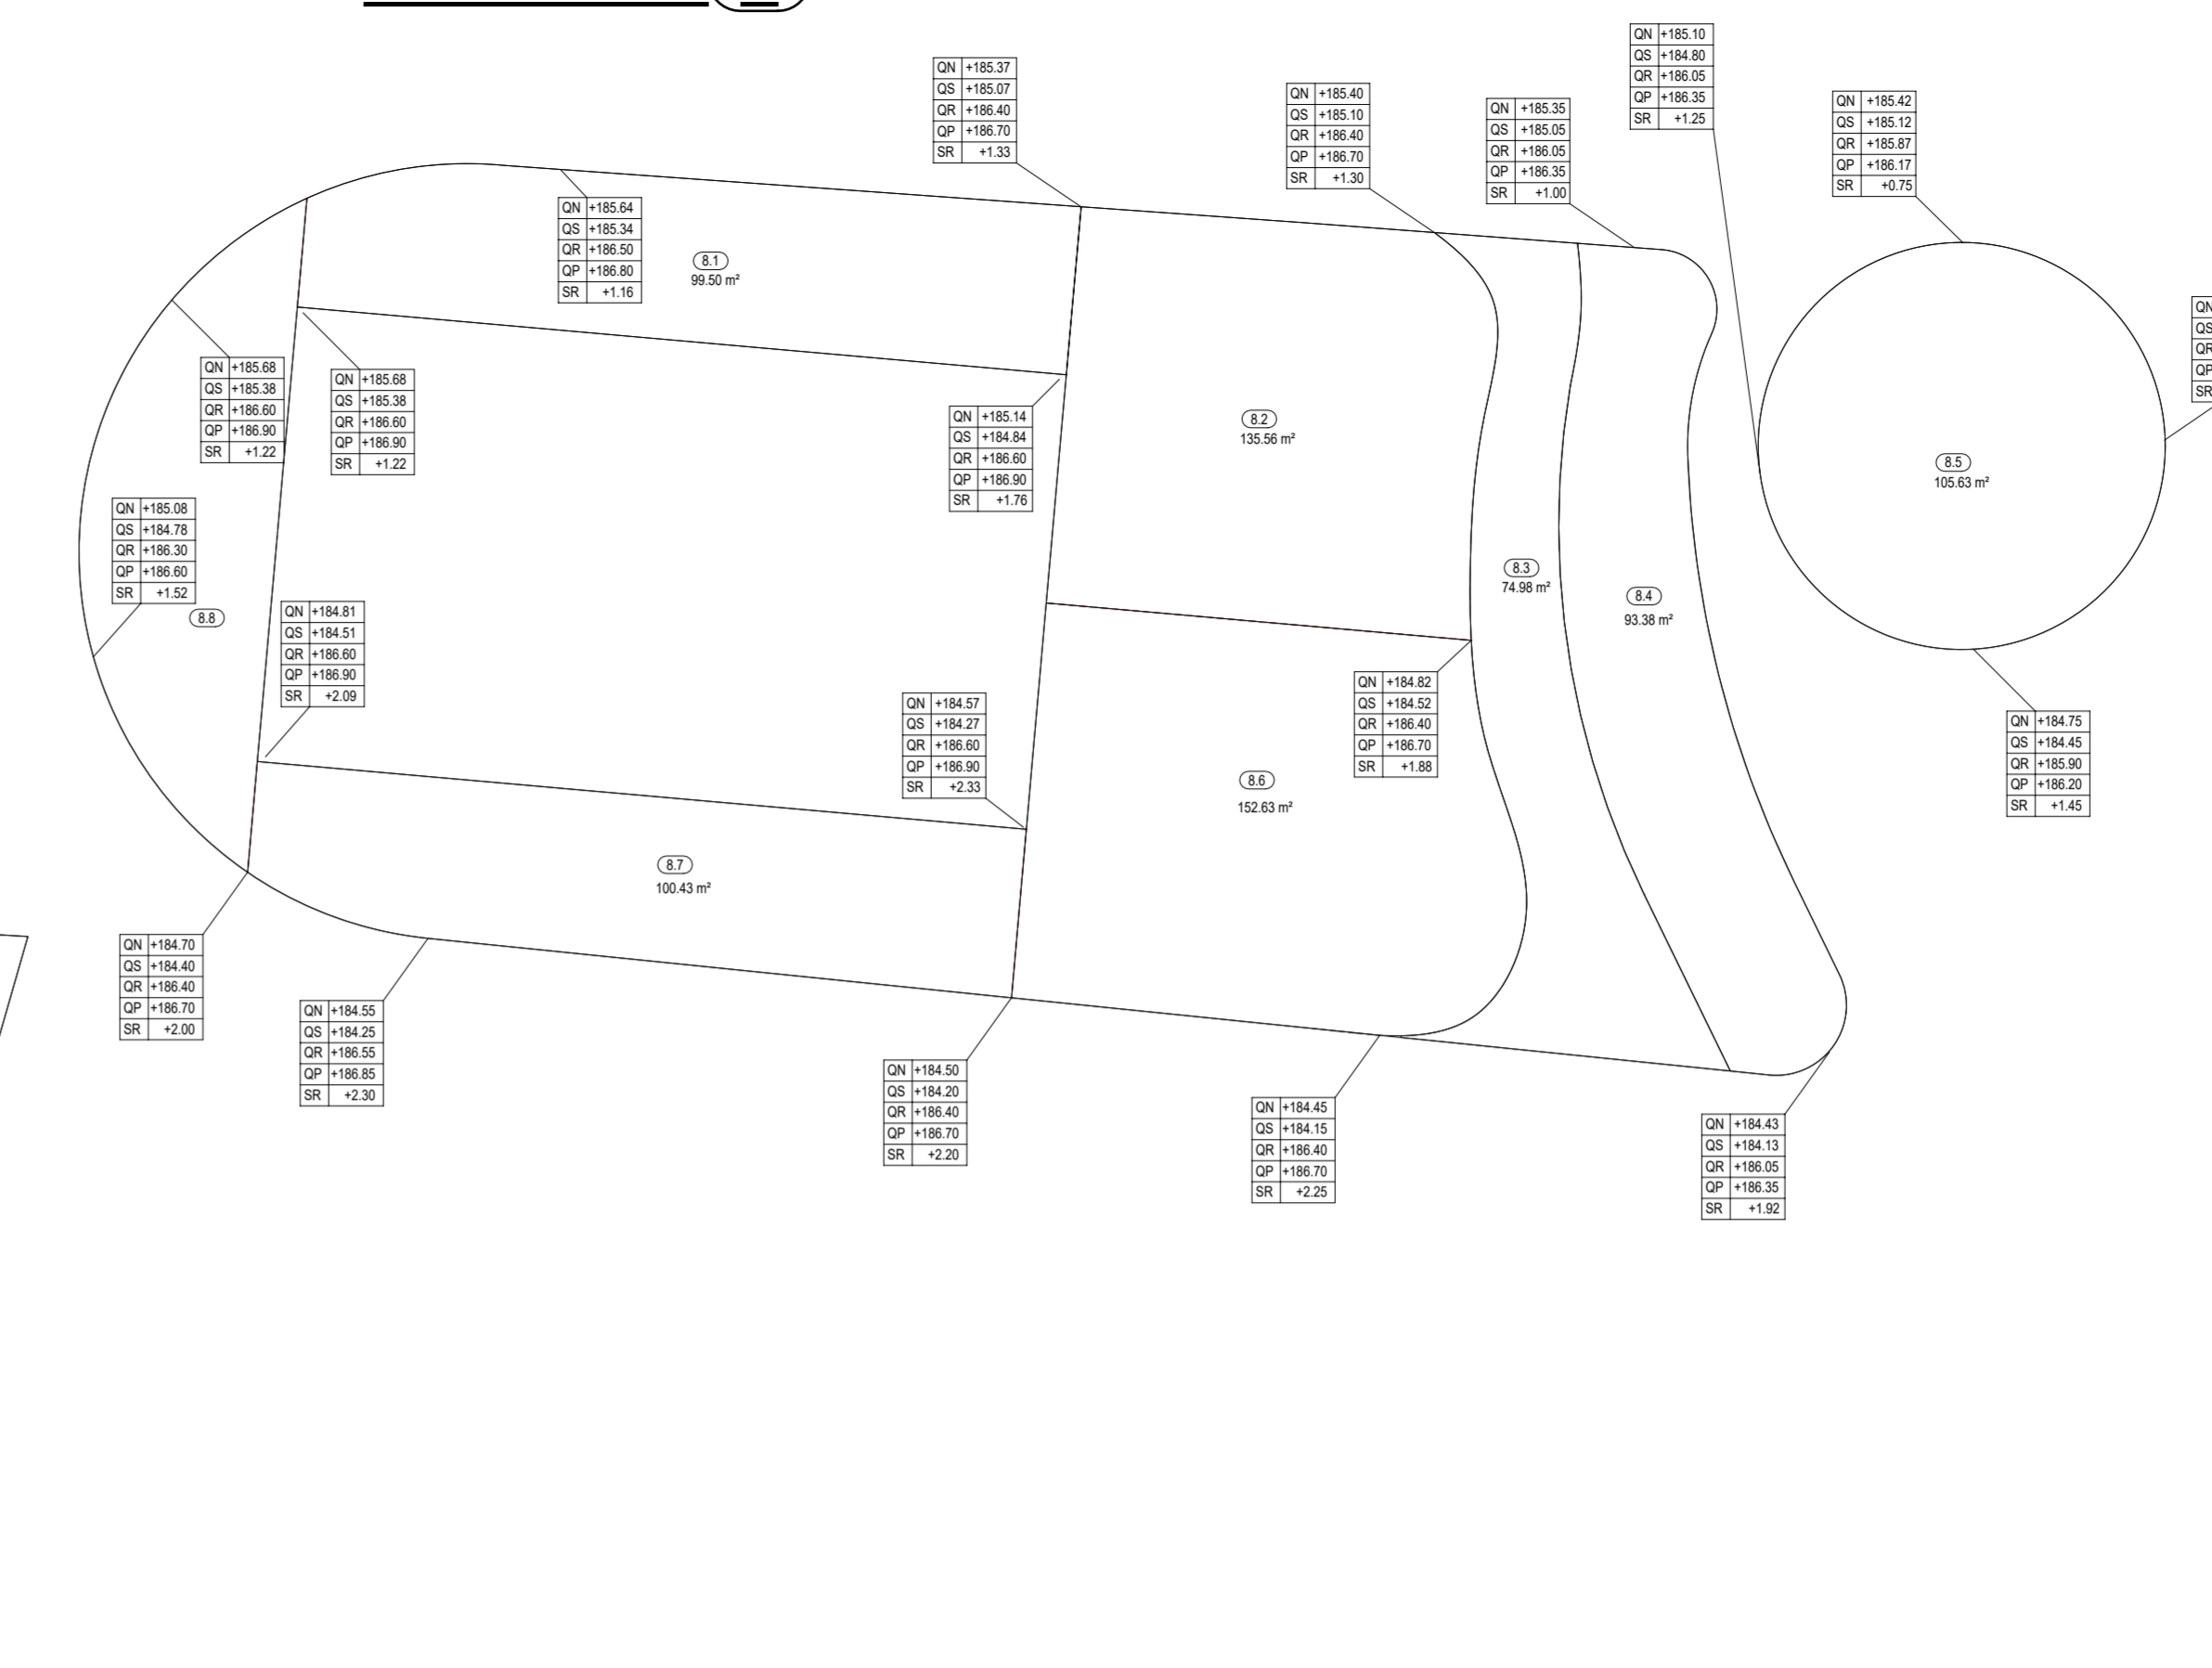 QN +185.10
QS +184.80
QR +186.05
QP +186.35
SR +1.25
QN +185.37
QS +185.07
QR +186.40
QP +186.70
SR +1.33
QN +185.40
QS +185.10
QR +186.40
QP +186.70
SR +1.30
QN +185.35
QS +185.05
QR +186.05
QP +186.35
SR +1.00
QN +185.42
QS +185.12
QR +185.87
QP +186.17
SR +0.75
QN +185.64
QS +185.34
QR +186.50
QP +186.80
SR +1.16
8.1
99.50 m²
QN
QS
QR
QP
SR
QN +185.68
QS +185.38
QR +186.60
QP +186.90
SR +1.22
QN +185.68
QS +185.38
QR +186.60
QP +186.90
SR +1.22
QN +185.14
QS +184.84
QR +186.60
QP +186.90
SR +1.76
8.2
135.56 m²
8.5
105.63 m²
QN +185.08
QS +184.78
QR +186.30
QP +186.60
SR +1.52
8.8
8.3
74.98 m²
8.4
93.38 m²
QN +184.81
QS +184.51
QR +186.60
QP +186.90
SR +2.09
QN +184.57
QS +184.27
QR +186.60
QP +186.90
SR +2.33
QN +184.82
QS +184.52
QR +186.40
QP +186.70
SR +1.88
QN +184.75
QS +184.45
QR +185.90
QP +186.20
SR +1.45
8.6
152.63 m²
8.7
100.43 m²
QN +184.70
QS +184.40
QR +186.40
QP +186.70
SR +2.00
QN +184.55
QS +184.25
QR +186.55
QP +186.85
SR +2.30
QN +184.50
QS +184.20
QR +186.40
QP +186.70
SR +2.20
QN +184.45
QS +184.15
QR +186.40
QP +186.70
SR +2.25
QN +184.43
QS +184.13
QR +186.05
QP +186.35
SR +1.92